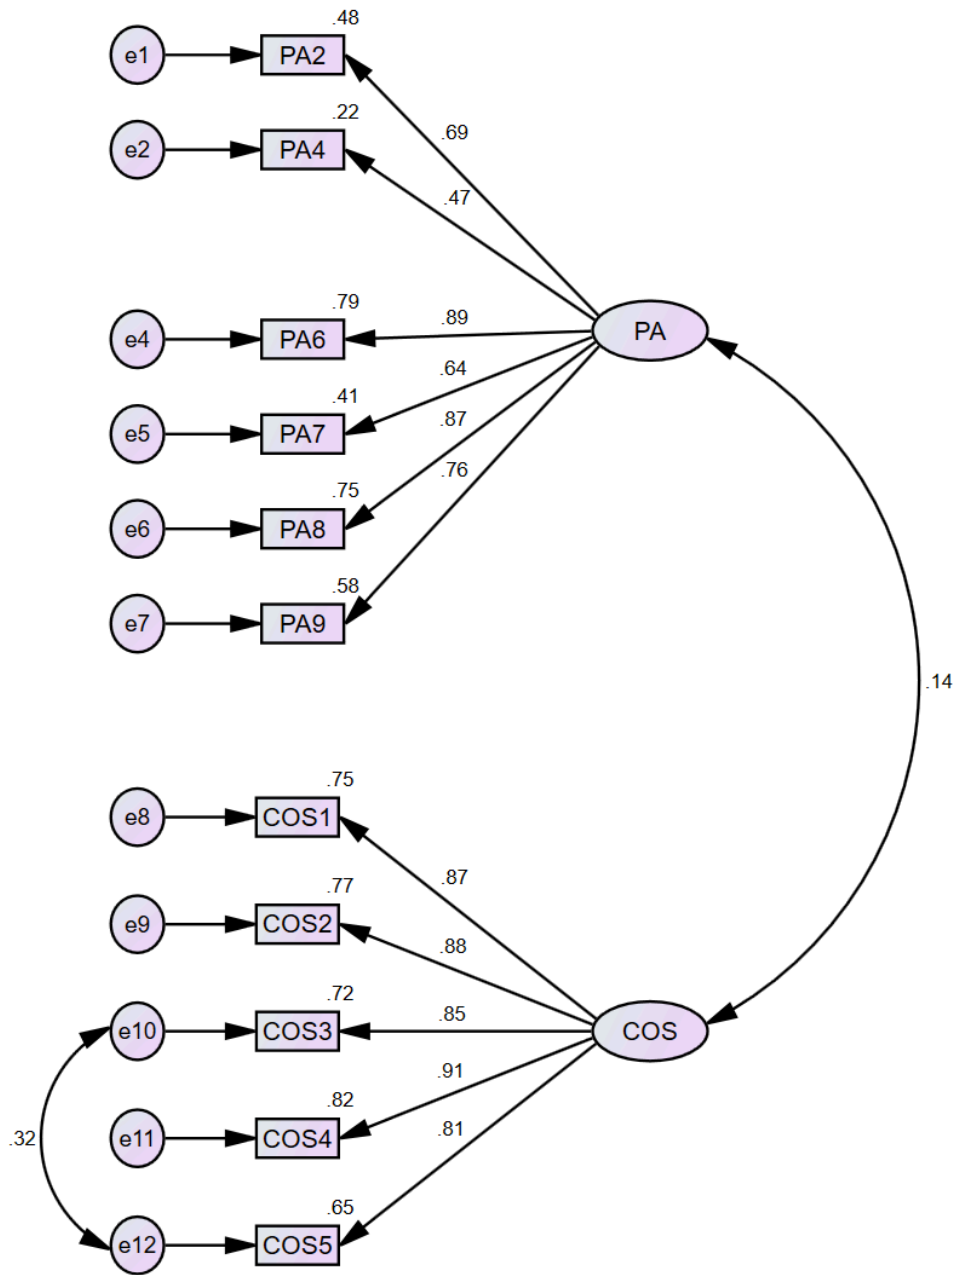 .48
e1 PA2
.69
.22
e2 PA4
.47
.79
e4 PA6 .89 PA
.64
.41
e5 PA7
.87
.76
.75
e6 PA8
.58
e7 PA9
.14
.75
e8 COS1
.87
.77
e9 COS2
.88
.72
e10 COS3 .85 COS
.91
.82
.81
.32 e11 COS4
.65
e12 COS5